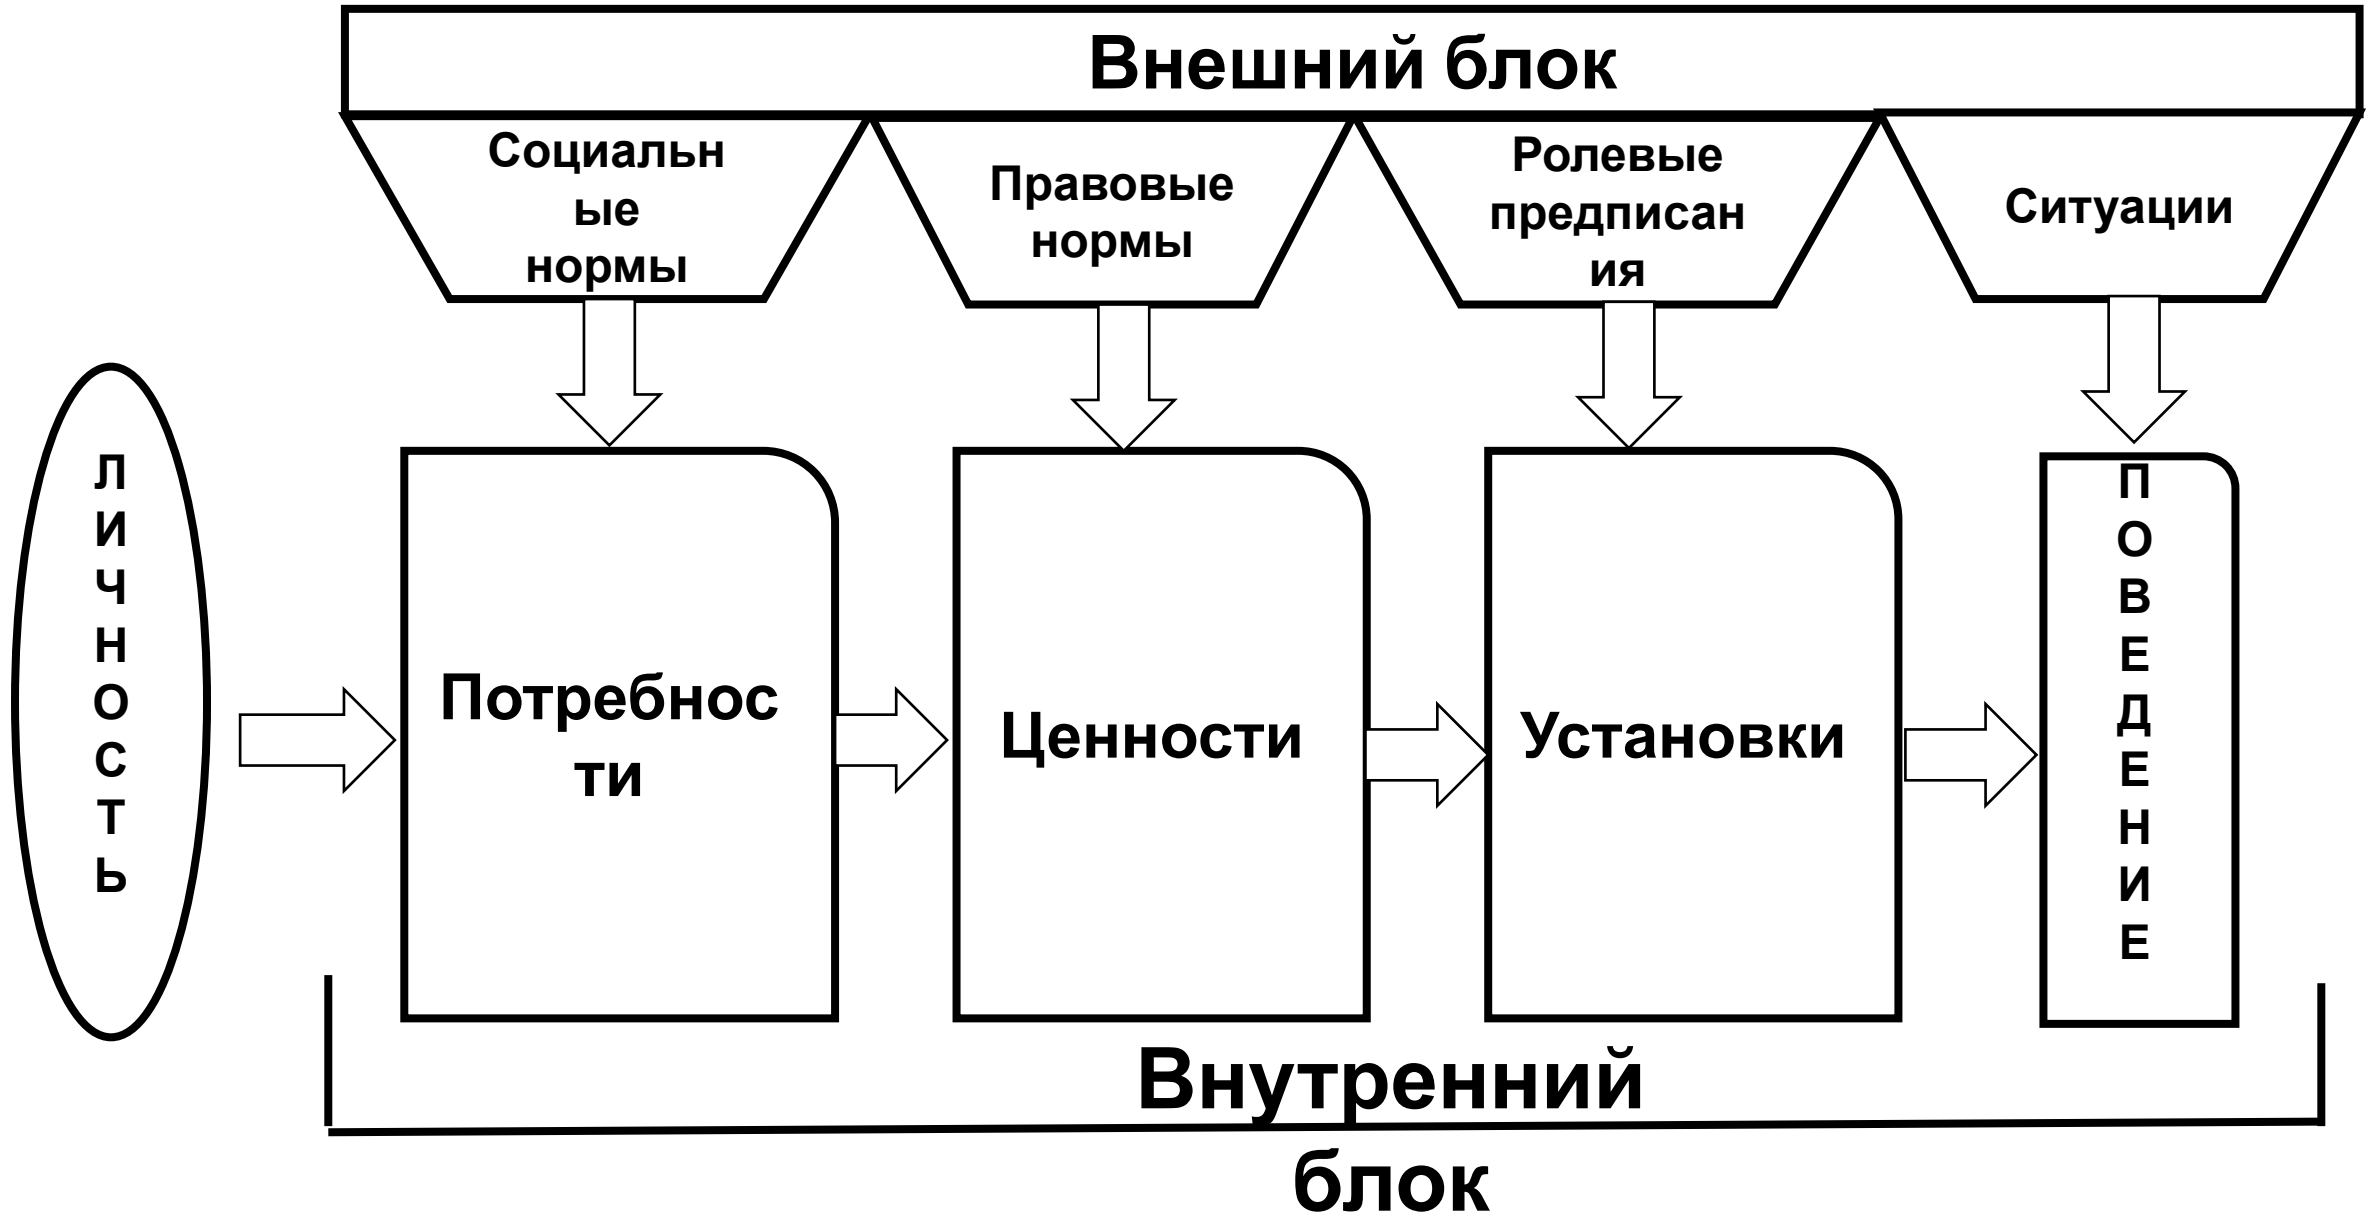 Внешний блок
Социальн
ые
нормы
Правовые
нормы
Ролевые
предписан
ия
Ситуации
Л
И
Ч
Н
О
С
Т
Ь
Потребнос
ти
Ценности
Установки
П
О
В
Е
Д
Е
Н
И
Е
Внутренний
блок